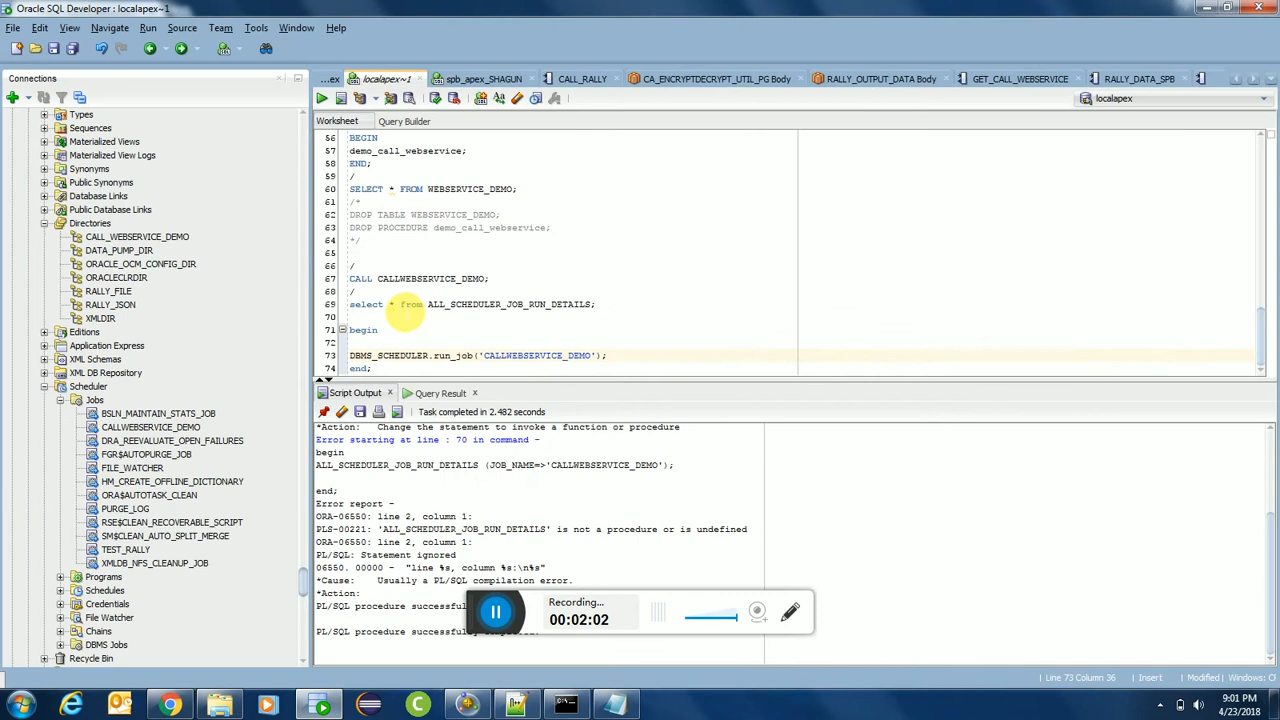 Oracle SQL Developer : localapex~1
File Edit View Navigate Run Source Team Tools Window Help
Connections
...ex localapex~1 spb_apex_SHAGUN CALL_RALLY CA_ENCRYPTDECRYPT_UTIL_PG Body RALLY_OUTPUT_DATA Body GET_CALL_WEBSERVICE RALLY_DATA_SPB
localapex
Worksheet Query Builder
Types
Sequences
Materialized Views
Materialized View Logs
Synonyms
Public Synonyms
Database Links
Public Database Links
Directories
CALL_WEBSERVICE_DEMO
DATA_PUMP_DIR
ORACLE_OCM_CONFIG_DIR
ORACLECLRDIR
RALLY_FILE
RALLY_JSON
XMLDIR
Editions
Application Express
XML Schemas
XML DB Repository
Scheduler
Jobs
BSLN_MAINTAIN_STATS_JOB
CALLWEBSERVICE_DEMO
DRA_REEVALUATE_OPEN_FAILURES
FGR$AUTOPURGE_JOB
FILE_WATCHER
HM_CREATE_OFFLINE_DICTIONARY
ORA$AUTOTASK_CLEAN
PURGE_LOG
RSE$CLEAN_RECOVERABLE_SCRIPT
SM$CLEAN_AUTO_SPLIT_MERGE
TEST_RALLY
XMLDB_NFS_CLEANUP_JOB
Programs
Schedules
Credentials
File Watcher
Chains
DBMS Jobs
Recycle Bin
56 BEGIN
57 demo_call_webservice;
58 END;
59 /
60 SELECT * FROM WEBSERVICE_DEMO;
61 /*
62 DROP TABLE WEBSERVICE_DEMO;
63 DROP PROCEDURE demo_call_webservice;
64 */
65
66 /
67 CALL CALLWEBSERVICE_DEMO;
68 /
69 select * from ALL_SCHEDULER_JOB_RUN_DETAILS;
70
71 begin
72
73 DBMS_SCHEDULER.run_job('CALLWEBSERVICE_DEMO');
74 end;
Script Output Query Result
Task completed in 2.482 seconds
*Action: Change the statement to invoke a function or procedure
Error starting at line : 70 in command -
begin
ALL_SCHEDULER_JOB_RUN_DETAILS (JOB_NAME=>'CALLWEBSERVICE_DEMO');
end;
Error report -
ORA-06550: line 2, column 1:
PLS-00221: 'ALL_SCHEDULER_JOB_RUN_DETAILS' is not a procedure or is undefined
ORA-06550: line 2, column 1:
PL/SQL: Statement ignored
06550. 00000 - "line %s, column %s:\n%s"
*Cause: Usually a PL/SQL compilation error.
*Action:
PL/SQL procedure successful
PL/SQL procedure successfully
Recording...
00:02:02
Line 73 Column 36 Insert Modified Windows: C
9:01 PM
4/23/2018